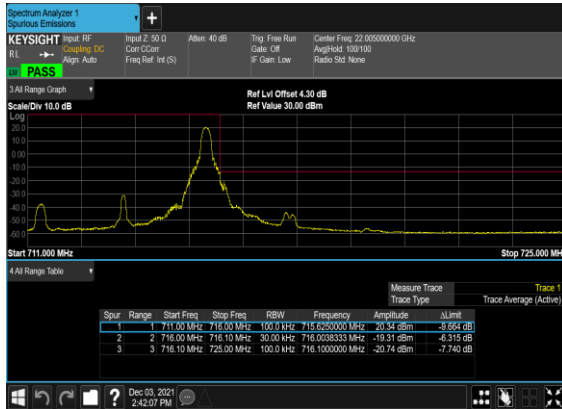 Spectrum Analyzer 1
Spurious Emissions
+
KEYSIGHT Input: RF Input Z: 50 Ω Atten: 40 dB Trig: Free Run Center Freq: 22.005000000 GHz
RL Coupling: DC Corr CCorr Gate: Off Avg|Hold: 100/100
Align: Auto Freq Ref: Int (S) IF Gain: Low Radio Std: None
LU PASS
3 All Range Graph
Ref Lvl Offset 4.30 dB
Scale/Div 10.0 dB Ref Value 30.00 dBm
Log
20.0
10.0
0.00
-10.0
-20.0
-30.0
-40.0
-50.0
-60.0
Start 711.000 MHz Stop 725.000 MH
4 All Range Table
Measure Trace Trace 1
Trace Type Trace Average (Active)
Spur Range Start Freq Stop Freq RBW Frequency Amplitude ΔLimit
1 1 711.00 MHz 716.00 MHz 100.0 kHz 715.6250000 MHz 20.34 dBm -9.664 dB
2 2 716.00 MHz 716.10 MHz 30.00 kHz 716.0038333 MHz -19.31 dBm -6.315 dB
3 3 716.10 MHz 725.00 MHz 100.0 kHz 716.1000000 MHz -20.74 dBm -7.740 dB
? Dec 03, 2021
2:42:07 PM